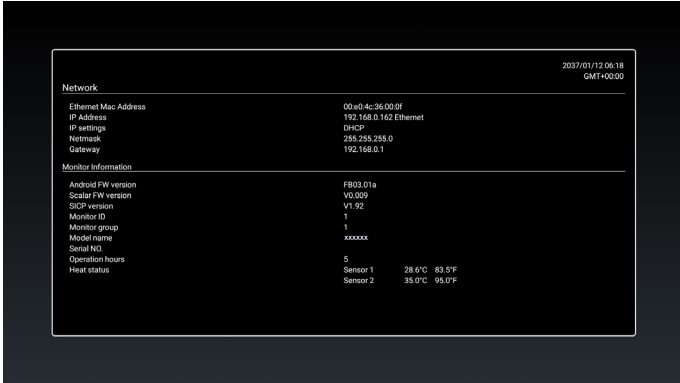 2037/01/12 06:18
GMT+00:00
Network
Ethernet Mac Address 00:e0:4c:36:00:0f
IP Address 192.168.0.162 Ethernet
IP settings DHCP
Netmask 255.255.255.0
Gateway 192.168.0.1
Monitor Information
Android FW version FB03.01a
Scalar FW version V0.009
SICP version V1.92
Monitor ID 1
Monitor group 1
Model name xxxxxx
Serial NO.
Operation hours 5
Heat status Sensor 1 28.6°C 83.5°F
Sensor 2 35.0°C 95.0°F